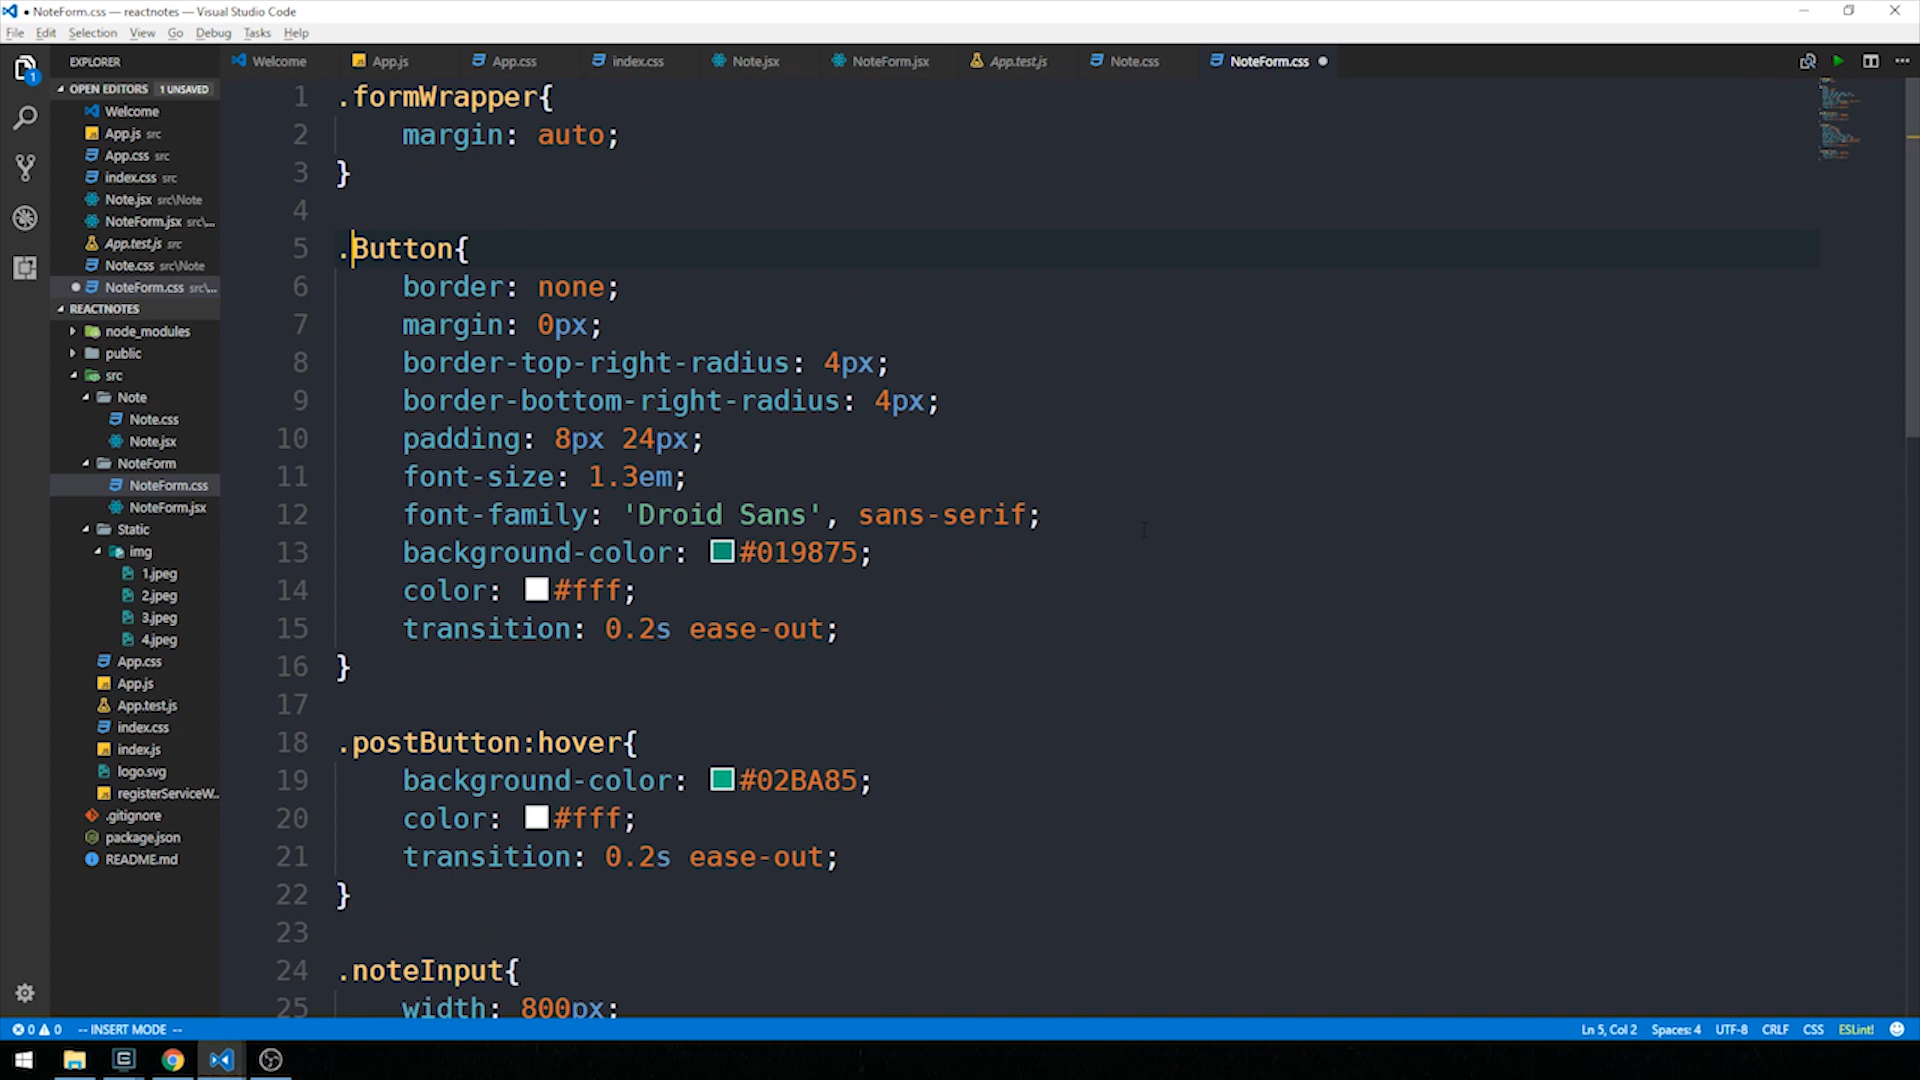 NoteForm.css — reactnotes — Visual Studio Code
File Edit Selection View Go Debug Tasks Help
EXPLORER
Welcome App.js App.css index.css Note.jsx NoteForm.jsx App.test.js Note.css NoteForm.css
1
OPEN EDITORS 1 UNSAVED
Welcome
App.js src
App.css src
index.css src
Note.jsx src\Note
NoteForm.jsx src\...
App.test.js src
Note.css src\Note
NoteForm.css src\...
REACTNOTES
node_modules
public
src
Note
Note.css
Note.jsx
NoteForm
NoteForm.css
NoteForm.jsx
Static
img
1.jpeg
2.jpeg
3.jpeg
4.jpeg
App.css
App.js
App.test.js
index.css
index.js
logo.svg
registerServiceW...
.gitignore
package.json
README.md
1 .formWrapper{
2 margin: auto;
3 }
4
5 .Button{
6 border: none;
7 margin: 0px;
8 border-top-right-radius: 4px;
9 border-bottom-right-radius: 4px;
10 padding: 8px 24px;
11 font-size: 1.3em;
12 font-family: 'Droid Sans', sans-serif;
13 background-color: #019875;
14 color: #fff;
15 transition: 0.2s ease-out;
16 }
17
18 .postButton:hover{
19 background-color: #02BA85;
20 color: #fff;
21 transition: 0.2s ease-out;
22 }
23
24 .noteInput{
25 width: 800px;
0 0 -- INSERT MODE -- Ln 5, Col 2 Spaces: 4 UTF-8 CRLF CSS ESLint!